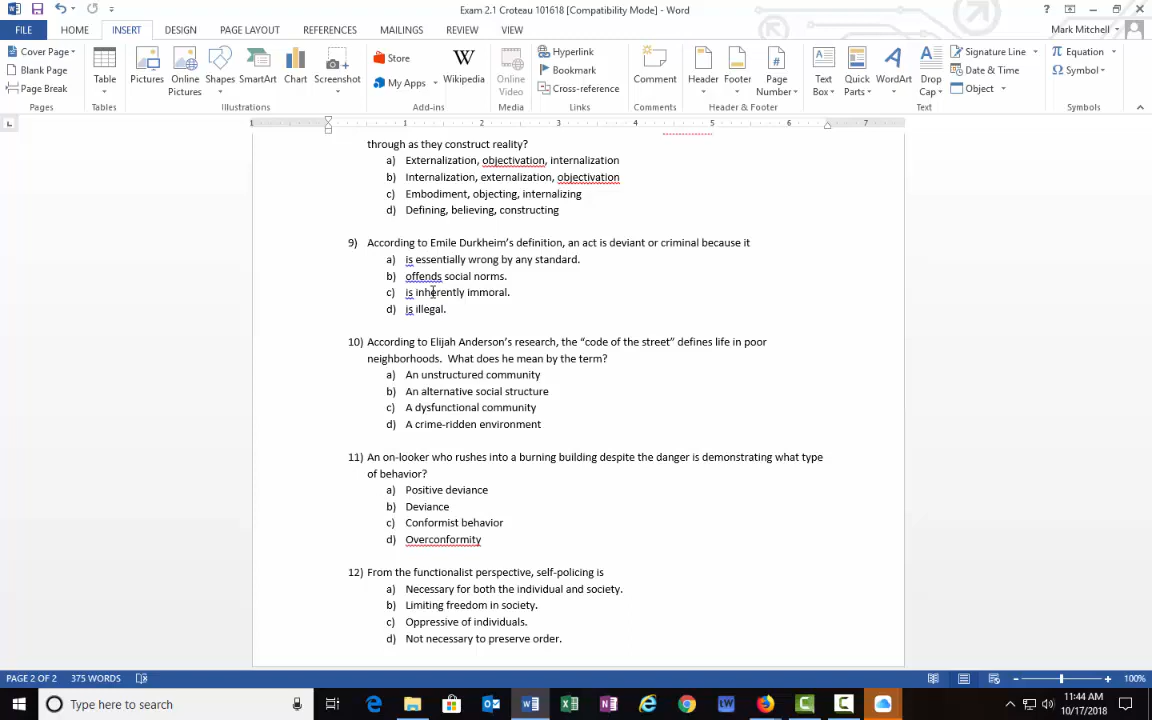 Exam 2.1 Croteau 101618 [Compatibility Mode] - Word
FILE HOME INSERT DESIGN PAGE LAYOUT REFERENCES MAILINGS REVIEW VIEW Mark Mitchell
Cover Page
Blank Page
Page Break
Pages
Table
Tables
Pictures
Online Pictures
Shapes
SmartArt
Chart
Screenshot
Illustrations
Store
My Apps
Wikipedia
Add-ins
Online Video
Media
Hyperlink
Bookmark
Cross-reference
Links
Comment
Comments
Header
Footer
Page Number
Header & Footer
Text Box
Quick Parts
WordArt
Drop Cap
Signature Line
Date & Time
Object
Text
Equation
Symbol
Symbols
1 1 2 3 4 5 6 7
through as they construct reality?
a) Externalization, objectivation, internalization
b) Internalization, externalization, objectivation
c) Embodiment, objecting, internalizing
d) Defining, believing, constructing
9) According to Emile Durkheim's definition, an act is deviant or criminal because it
a) is essentially wrong by any standard.
b) offends social norms.
c) is inherently immoral.
d) is illegal.
10) According to Elijah Anderson's research, the "code of the street" defines life in poor
neighborhoods. What does he mean by the term?
a) An unstructured community
b) An alternative social structure
c) A dysfunctional community
d) A crime-ridden environment
11) An on-looker who rushes into a burning building despite the danger is demonstrating what type
of behavior?
a) Positive deviance
b) Deviance
c) Conformist behavior
d) Overconformity
12) From the functionalist perspective, self-policing is
a) Necessary for both the individual and society.
b) Limiting freedom in society.
c) Oppressive of individuals.
d) Not necessary to preserve order.
PAGE 2 OF 2 375 WORDS 100%
Type here to search
11:44 AM
10/17/2018